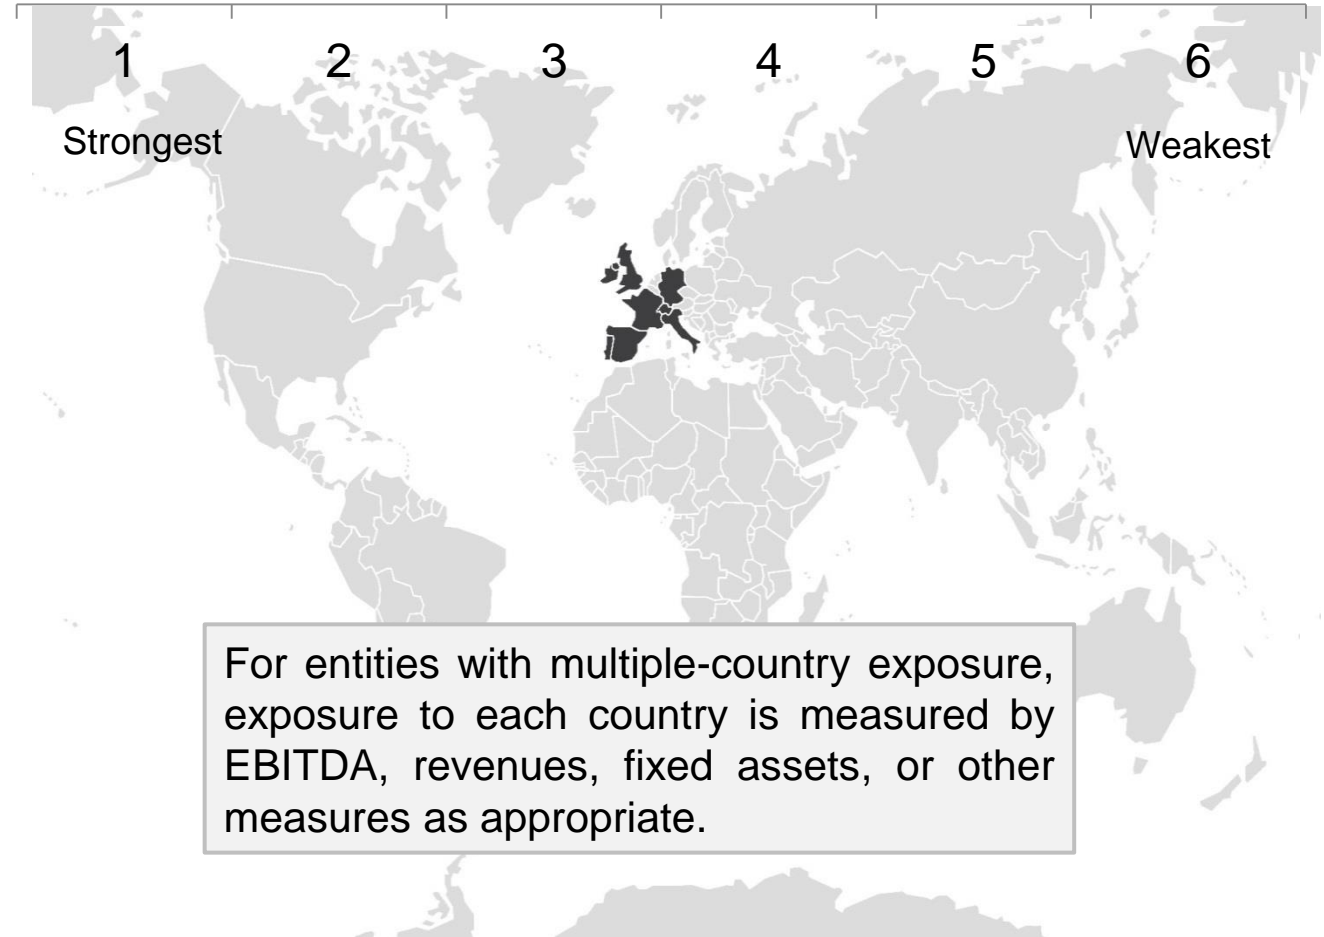 1 2 3 4 5 6
Strongest Weakest
For entities with multiple-country exposure,
exposure to each country is measured by
EBITDA, revenues, fixed assets, or other
measures as appropriate.